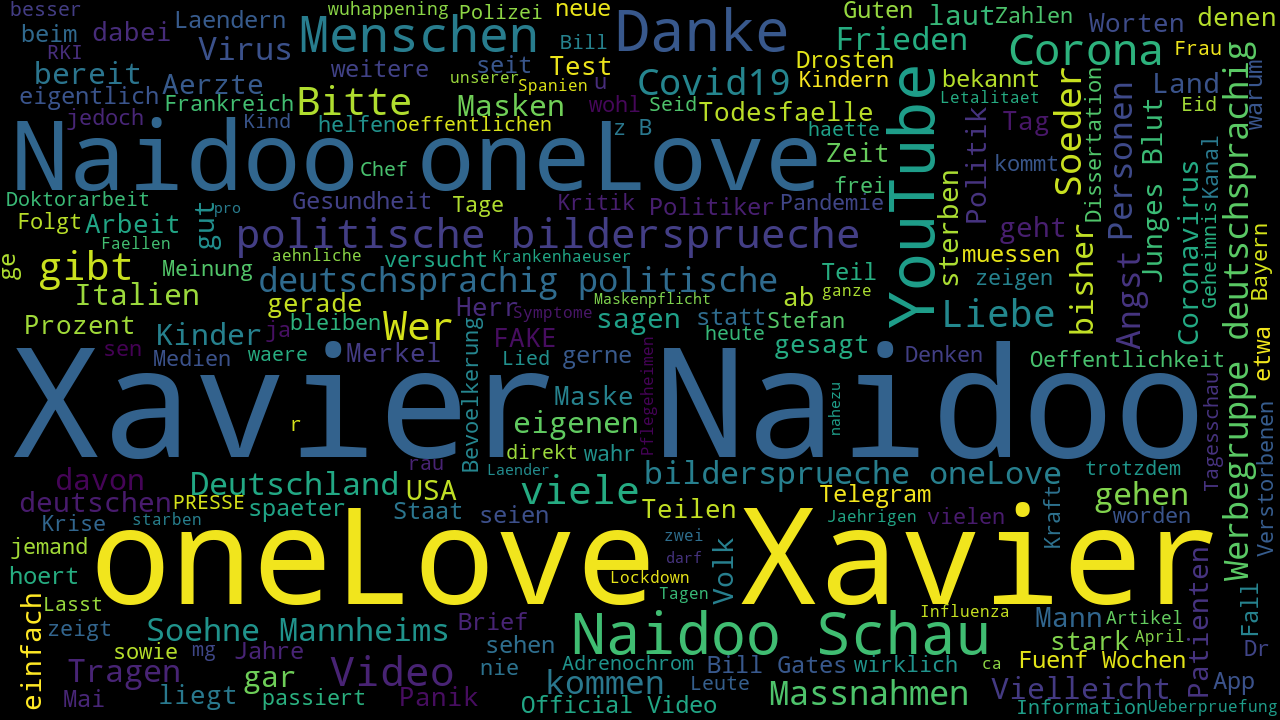 besser Laendern wuhappening Polizei neue Danke Guten laut Zahlen Worten denen
beim dabei Virus Menschen Bill Frieden Corona Frau
RKI weitere seit Test Drosten
bereit Aerzte unserer Spanien u Covid19 Kindern bekannt Land
eigentlich Frankreich Bitte Masken wohl Seid Todesfaelle Letalitaet Eid warum
jedoch Kind helfen oeffentlichen z B haette Tag
Naidoo oneLove Zeit YouTube Politik Soeder Dissertation Personen Junges Blut Werbegruppe deutschsprachig
Chef frei kommt
Doktorarbeit Gesundheit Tage Kritik Politiker Pandemie sterben Coronavirus Kanal
Folgt Arbeit gut pro geht Geheimnis
Faellen politische bildersprueche muessen bisher Angst Bayern
ge gibt Meinung aehnliche versucht Krankenhaeuser Teil zeigen
deutschsprachig politische
Italien gerade Herr Symptome Maskenpflicht ab ganze Liebe
Prozent Kinder ja bleiben Wer sagen statt Stefan
sen FAKE heute gesagt
Medien waere Merkel Bevoelkerung Lied gerne Denken Oeffentlichkeit etwa
Xavier Naidoo
Maske Pflegeheimen nahezu Tagesschau
r eigenen
direkt wahr
davon rau Laender bildersprueche oneLove trotzdem
deutschen Deutschland USA viele Telegram gehen Verstorbenen
PRESSE spaeter Staat seien Teilen Jaehrigen vielen Kraft worden
Krise starben
jemand oneLove Xavier zwei Volk
darf
hoert Lockdown Patienten
Lasst Tagen Influenza Fall
einfach zeigt Soehne Mannheims Brief Naidoo Schau Mann Artikel
sowie mg Jahre sehen stark April Dr
Tragen Video nie Adrenochrom Bill Gates wirklich ca Fuenf Wochen
gar kommen Leute Vielleicht App
Mai liegt passiert Panik Official Video Massnahmen Information Ueberpruefung